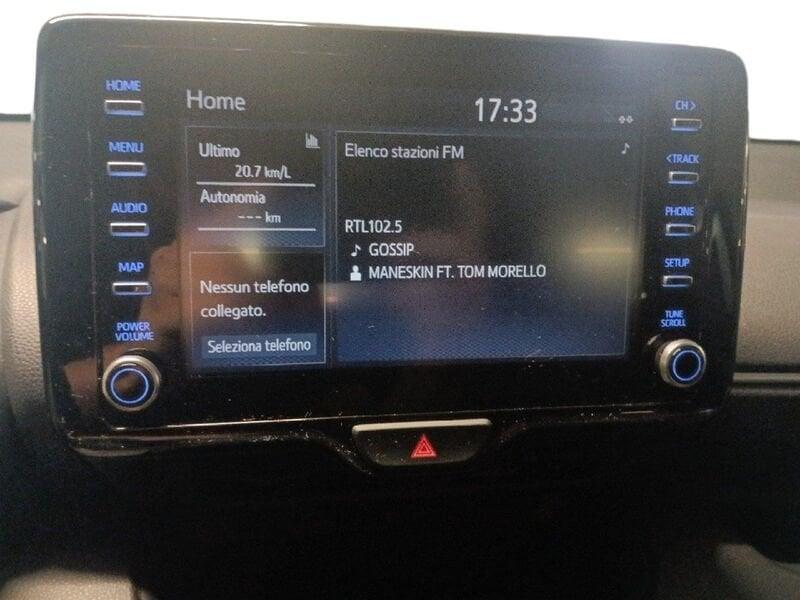 HOME
MENU
AUDIO
MAP
POWER
VOLUME
Home
17:33
Ultimo
20.7 km/L
Autonomia
--- km
Nessun telefono
collegato.
Seleziona telefono
Elenco stazioni FM
RTL102.5
GOSSIP
MANESKIN FT. TOM MORELLO
CH >
< TRACK
PHONE
SETUP
TUNE
SCROLL